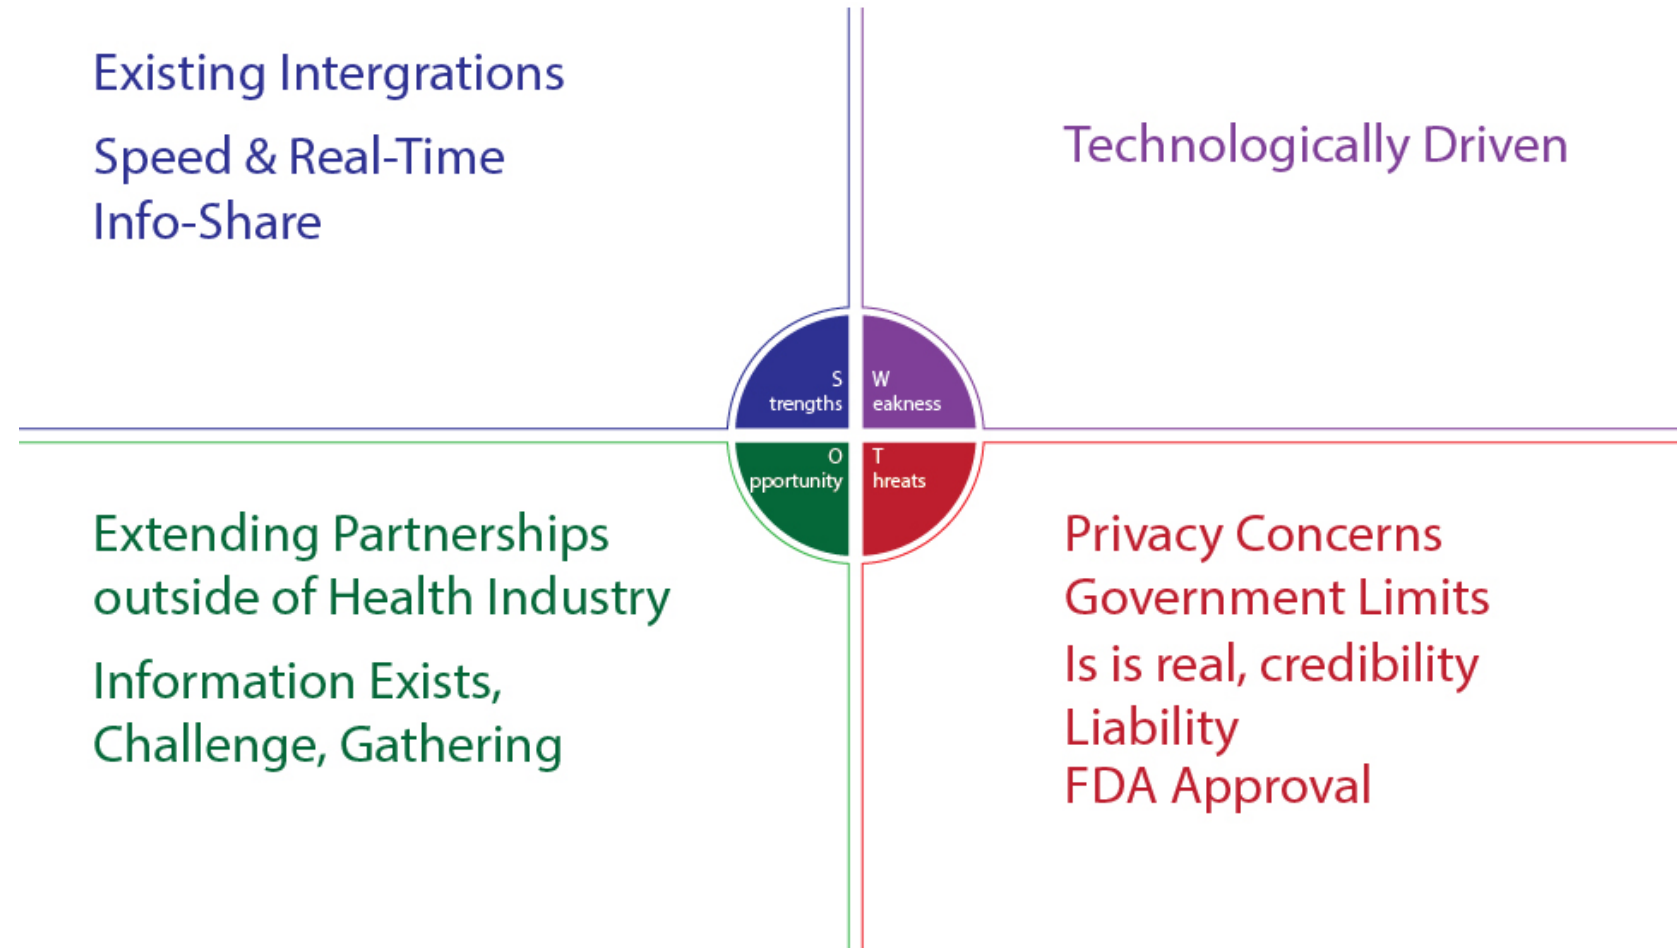 Existing Intergrations
Speed & Real-Time
Info-Share
Technologically Driven
S
trengths
W
eakness
O
pportunity
T
hreats
Extending Partnerships
outside of Health Industry
Information Exists,
Challenge, Gathering
Privacy Concerns
Government Limits
Is is real, credibility
Liability
FDA Approval